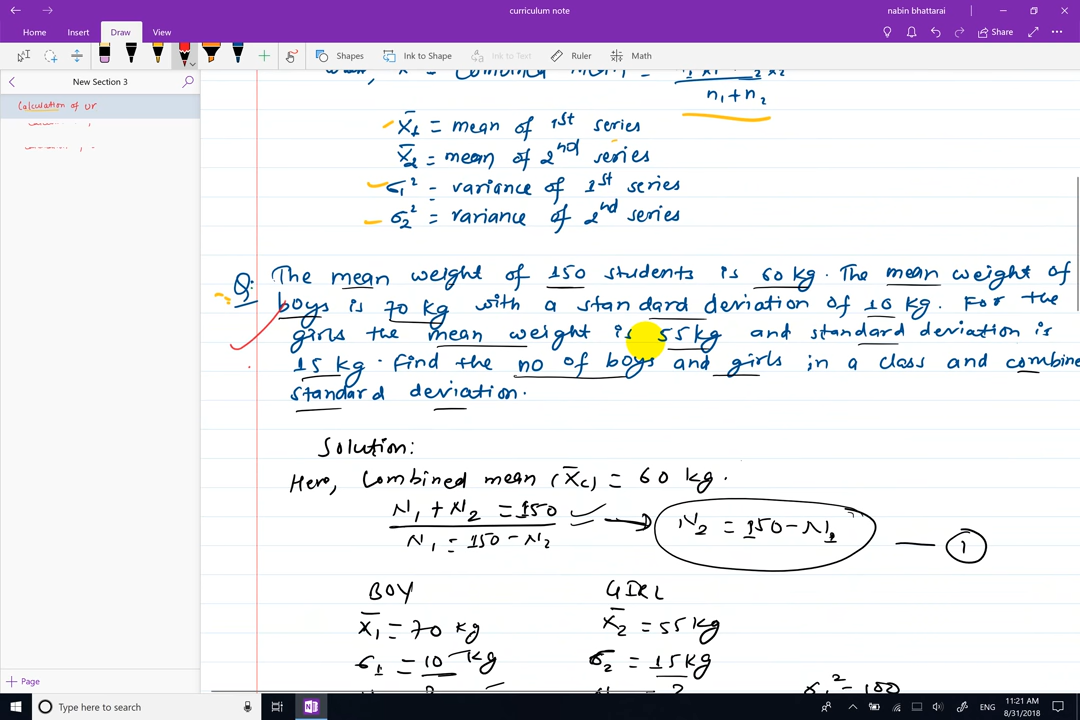 curriculum note
nabin bhattarai
Home Insert Draw View
Share
Shapes Ink to Shape Ink to Text Ruler Math
New Section 3
Calculation of ur
n1+n2
X̄1 = mean of 1st series
X̄2 = mean of 2nd series
σ1² = variance of 1st series
σ2² = variance of 2nd series
Q: The mean weight of 150 students is 60 kg. The mean weight of
boys is 70 kg with a standard deviation of 10 kg. For the
girls the mean weight is 55kg and standard deviation is
15 kg. Find the no of boys and girls in a class and combine
standard deviation.
Solution:
Here, Combined mean (X̄c) = 60 kg.
N1 + N2 = 150
N2 = 150 - N1 — 1
N1 = 150 - N2
BOY GIRL
X̄1 = 70 kg X̄2 = 55kg
σ1 = 10 kg σ2 = 15kg
σ1² = 100
Page
Type here to search
ENG
11:21 AM
8/31/2018